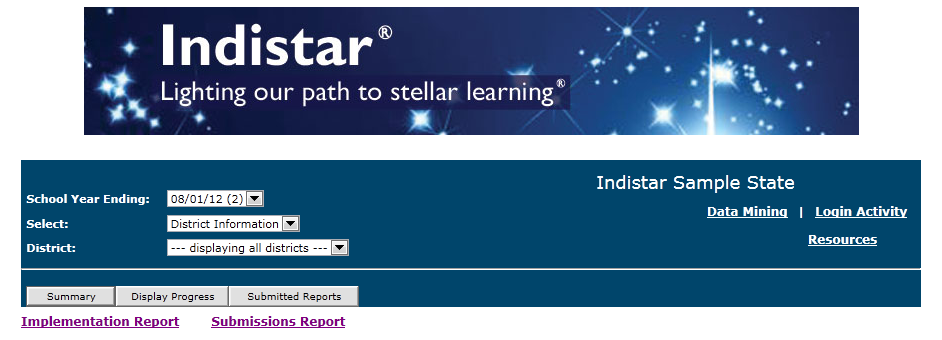 Indistar®
Lighting our path to stellar learning®
Indistar Sample State
School Year Ending: 08/01/12 (2)
Data Mining | Login Activity
Select: District Information
Resources
District: --- displaying all districts ---
Summary Display Progress Submitted Reports
Implementation Report Submissions Report